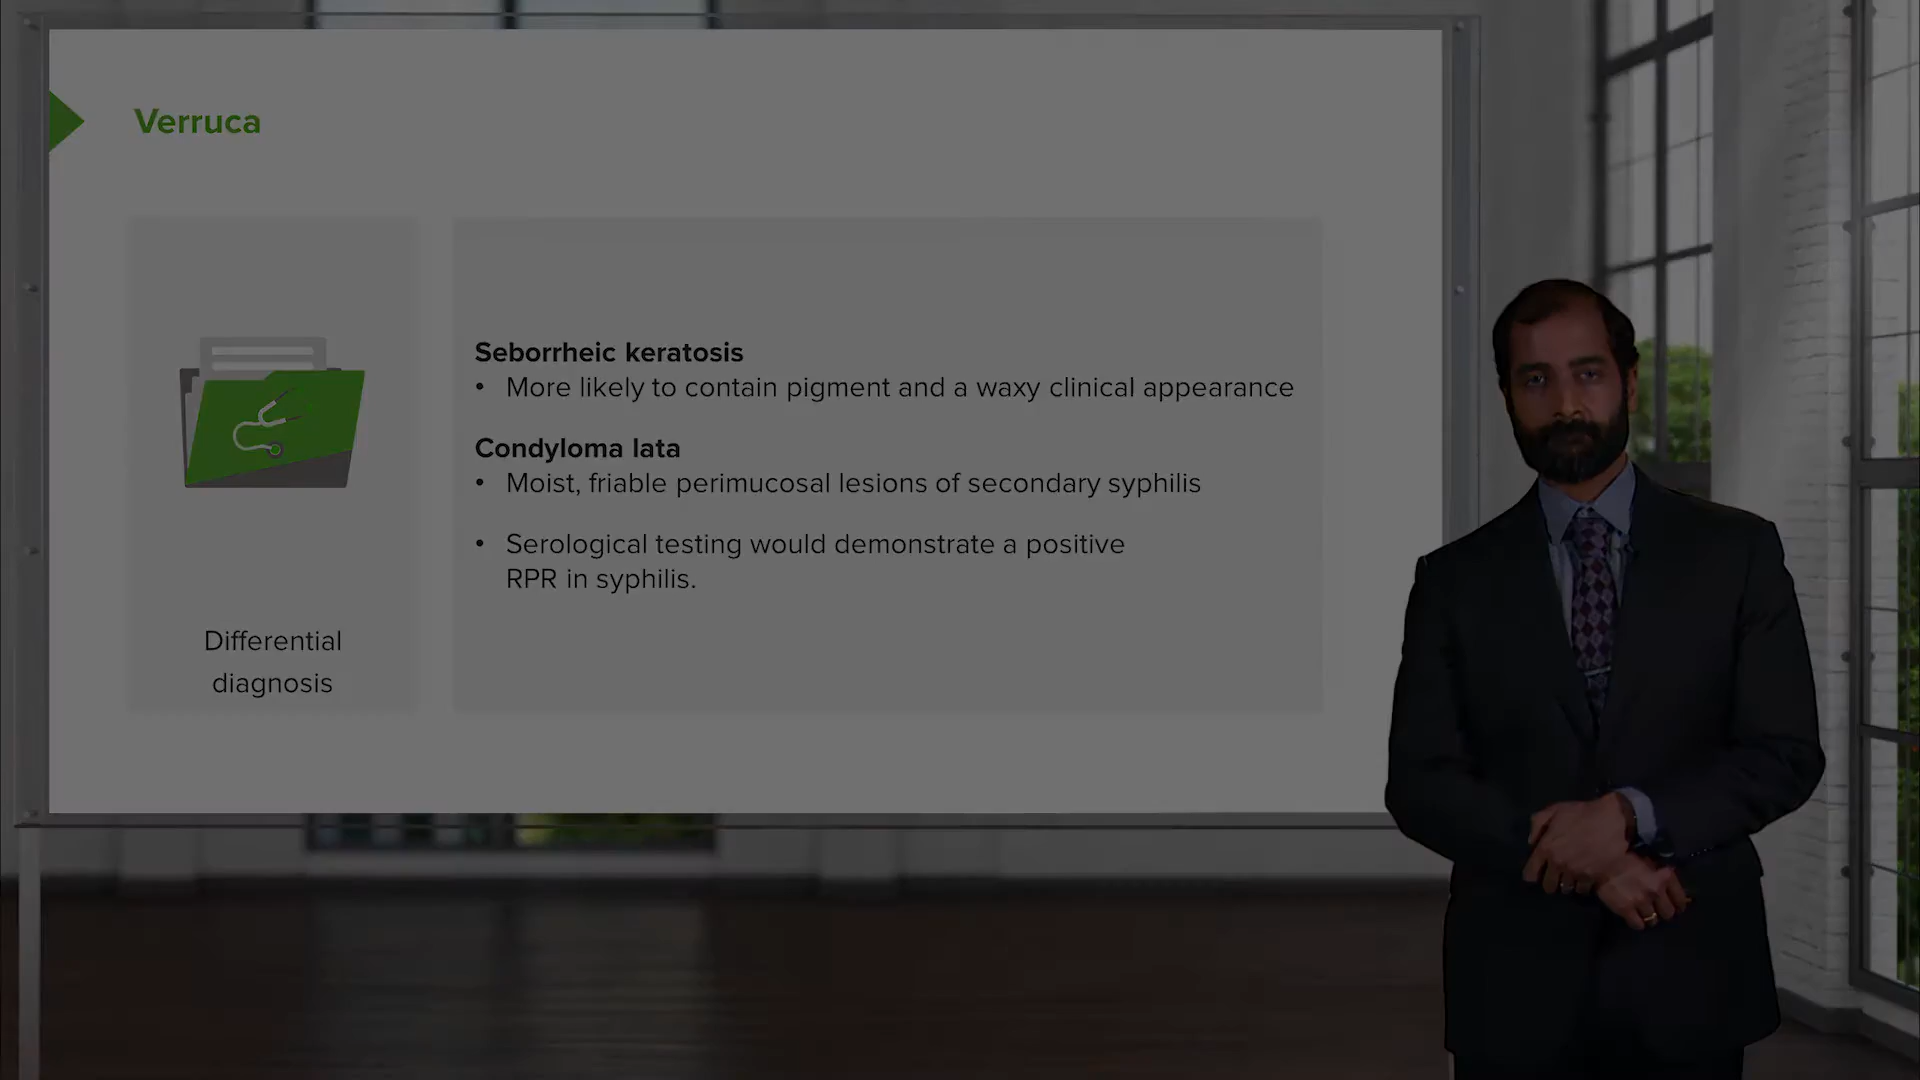 Verruca
Seborrheic keratosis
• More likely to contain pigment and a waxy clinical appearance
Condyloma lata
• Moist, friable perimucosal lesions of secondary syphilis
• Serological testing would demonstrate a positive
RPR in syphilis.
Differential
diagnosis